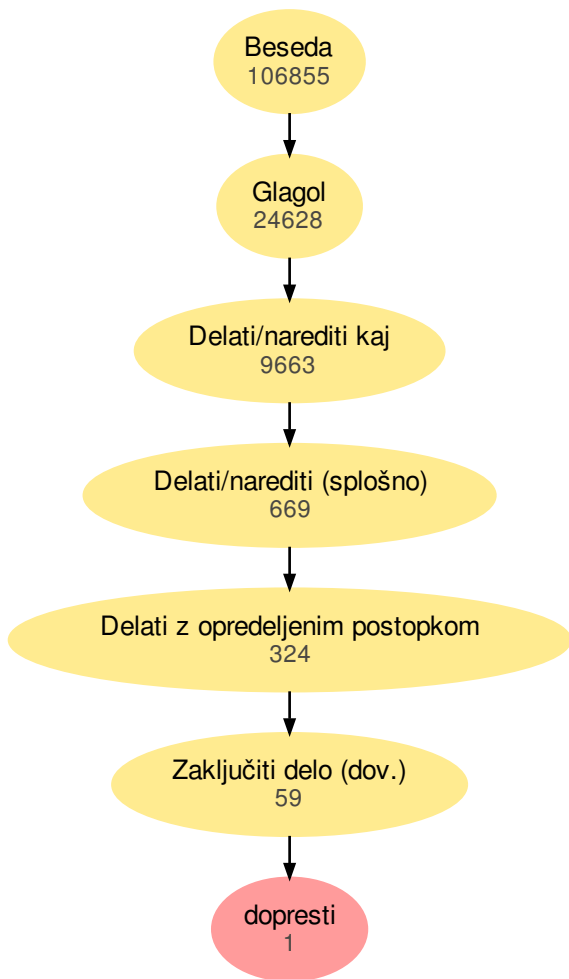 Beseda
106855
Glagol
24628
Delati/narediti kaj
9663
Delati/narediti (splošno)
669
Delati z opredeljenim postopkom
324
Zaključiti delo (dov.)
59
dopresti
1